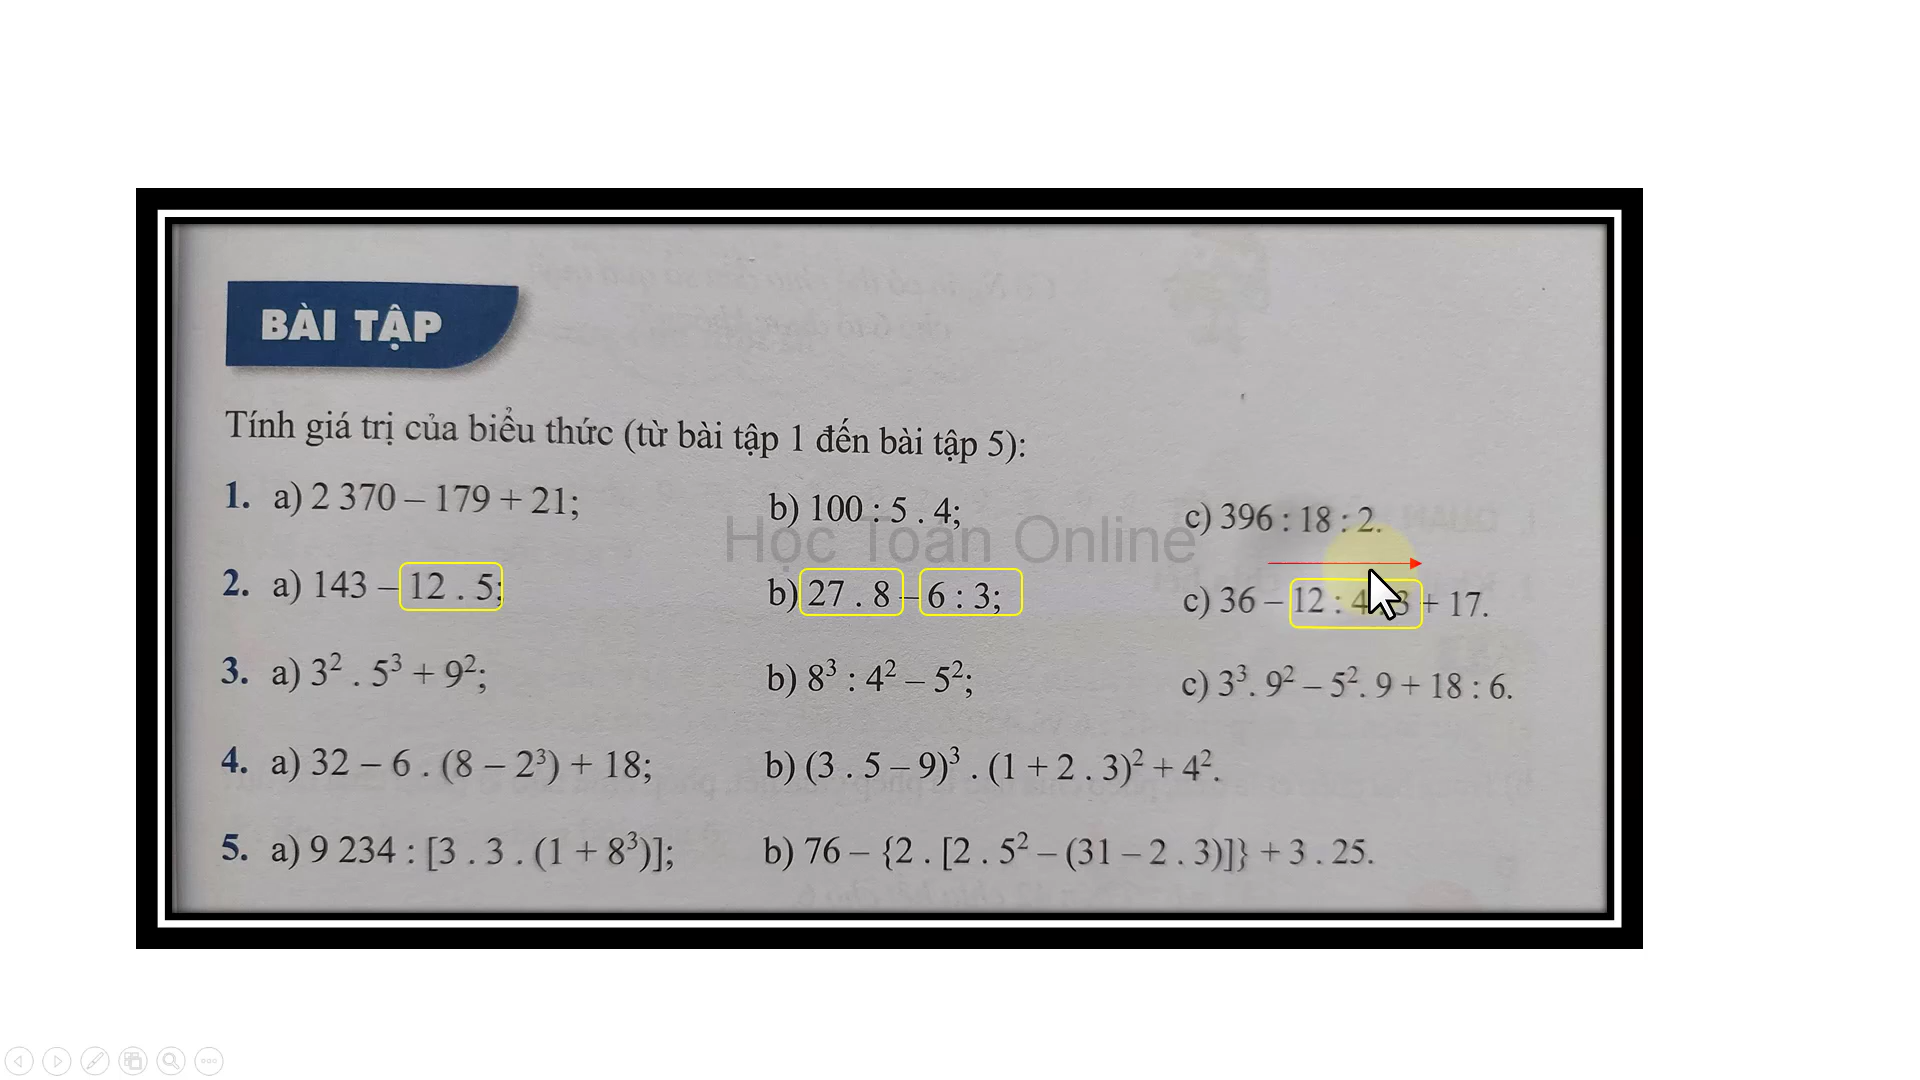 BÀI TẬP
Tính giá trị của biểu thức (từ bài tập 1 đến bài tập 5):
1. a) 2 370 – 179 + 21; b) 100 : 5 . 4; c) 396 : 18 : 2.
Học Toán Online
2. a) 143 – 12 . 5; b) 27 . 8 – 6 : 3; c) 36 – 12 : 4 . 3 + 17.
3. a) 3² . 5³ + 9²; b) 8³ : 4² – 5²; c) 3³. 9² – 5². 9 + 18 : 6.
4. a) 32 – 6 . (8 – 2³) + 18; b) (3 . 5 – 9)³ . (1 + 2 . 3)² + 4².
5. a) 9 234 : [3 . 3 . (1 + 8³)]; b) 76 – {2 . [2 . 5² – (31 – 2 . 3)]} + 3 . 25.